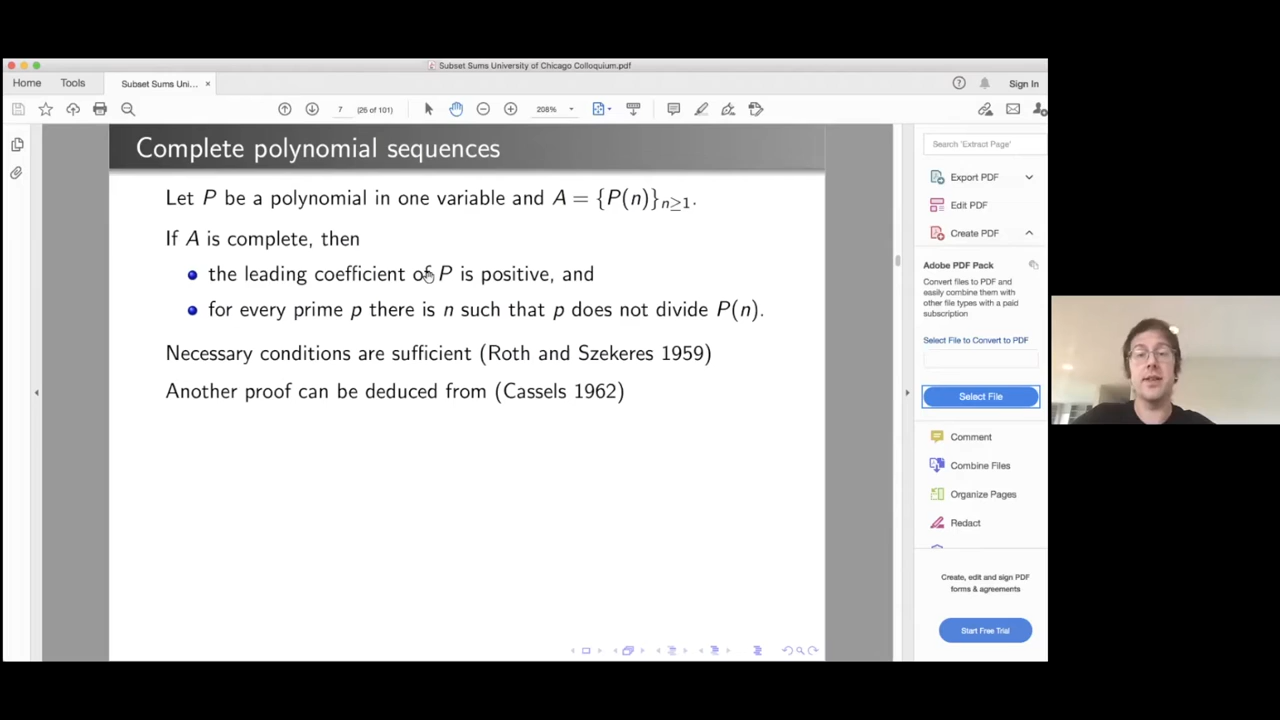 Subset Sums University of Chicago Colloquium.pdf
Home Tools Subset Sums Uni... × Sign In
7 (26 of 101) 208%
Complete polynomial sequences
Let P be a polynomial in one variable and A = {P(n)}n≥1.
If A is complete, then
the leading coefficient of P is positive, and
for every prime p there is n such that p does not divide P(n).
Necessary conditions are sufficient (Roth and Szekeres 1959)
Another proof can be deduced from (Cassels 1962)
Search 'Extract Page'
Export PDF
Edit PDF
Create PDF
Adobe PDF Pack
Convert files to PDF and
easily combine them with
other file types with a paid
subscription
Select File to Convert to PDF
Select File
Comment
Combine Files
Organize Pages
Redact
Create, edit and sign PDF
forms & agreements
Start Free Trial